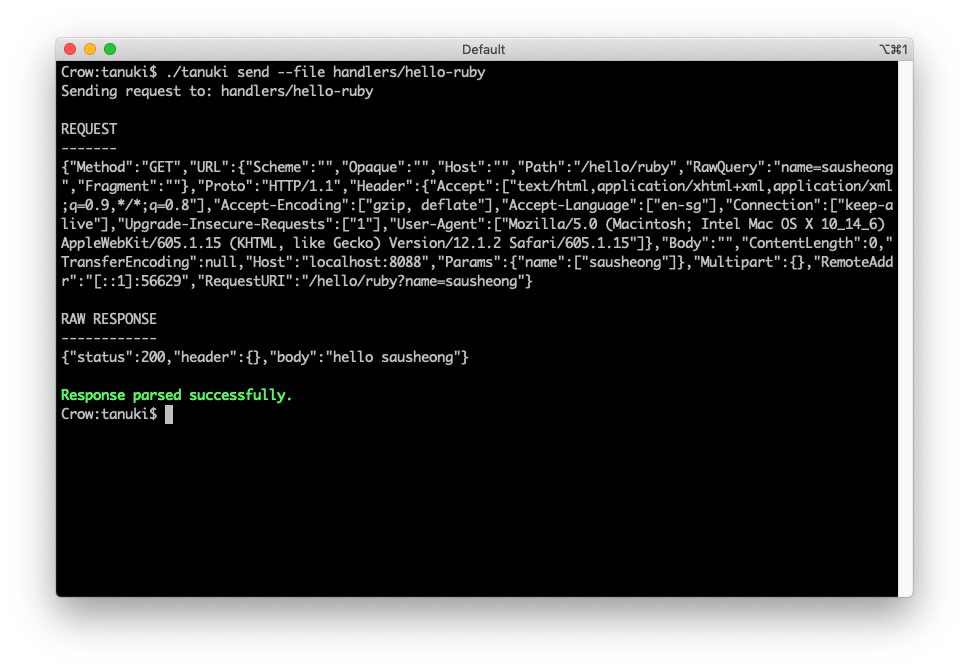 Default
⌥⌘1
Crow:tanuki$ ./tanuki send --file handlers/hello-ruby
Sending request to: handlers/hello-ruby
REQUEST
-------
{"Method":"GET","URL":{"Scheme":"","Opaque":"","Host":"","Path":"/hello/ruby","RawQuery":"name=sausheong
","Fragment":""},"Proto":"HTTP/1.1","Header":{"Accept":["text/html,application/xhtml+xml,application/xml
;q=0.9,*/*;q=0.8"],"Accept-Encoding":["gzip, deflate"],"Accept-Language":["en-sg"],"Connection":["keep-a
live"],"Upgrade-Insecure-Requests":["1"],"User-Agent":["Mozilla/5.0 (Macintosh; Intel Mac OS X 10_14_6)
AppleWebKit/605.1.15 (KHTML, like Gecko) Version/12.1.2 Safari/605.1.15"]},"Body":"","ContentLength":0,"
TransferEncoding":null,"Host":"localhost:8088","Params":{"name":["sausheong"]},"Multipart":{},"RemoteAdd
r":"[::1]:56629","RequestURI":"/hello/ruby?name=sausheong"}
RAW RESPONSE
------------
{"status":200,"header":{},"body":"hello sausheong"}
Response parsed successfully.
Crow:tanuki$